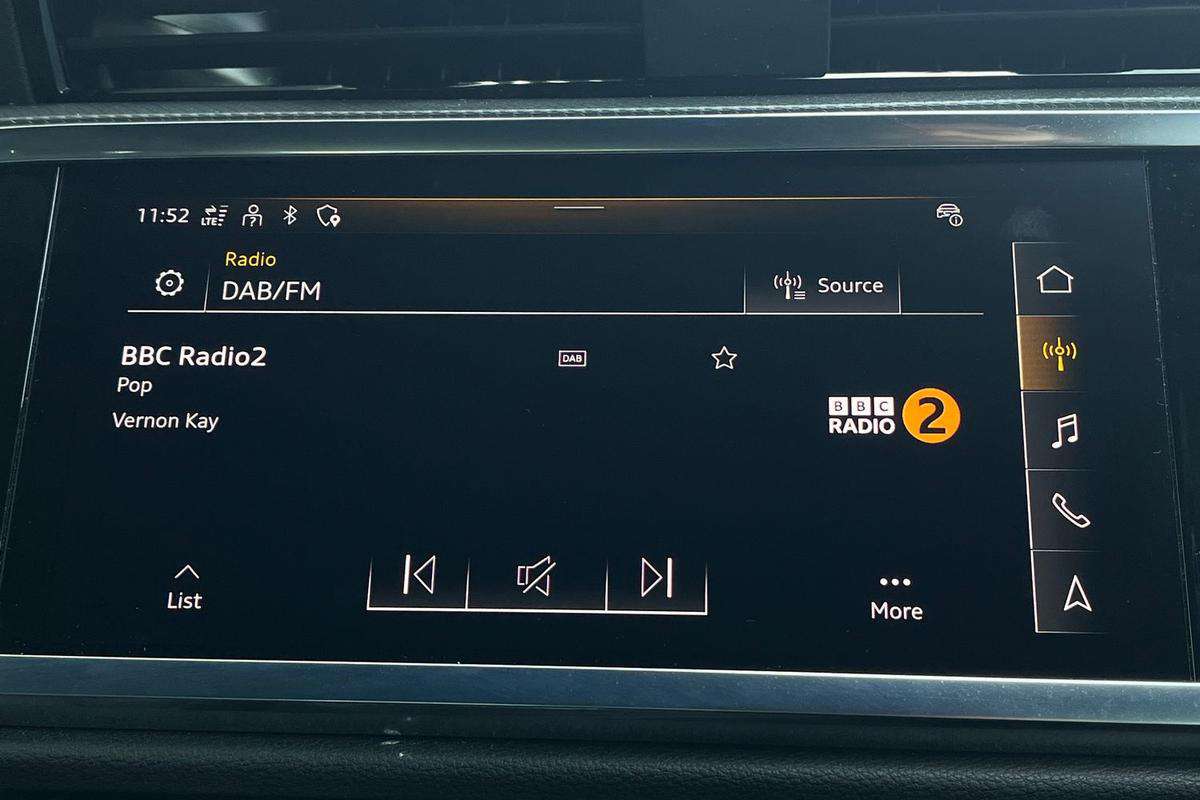 11:52 LTE
Radio
DAB/FM
Source
BBC Radio2
DAB
Pop
Vernon Kay
BBC
RADIO 2
List
More